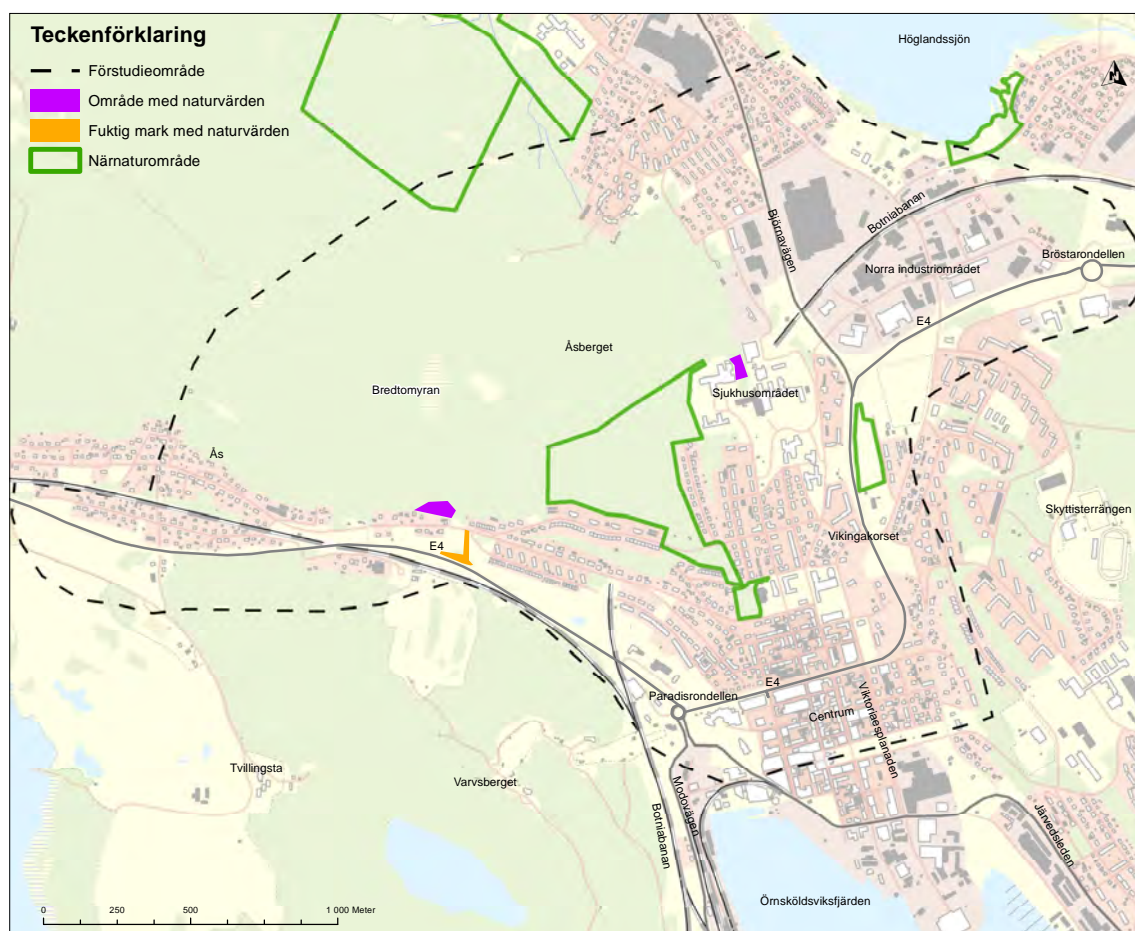 Teckenförklaring
Förstudieområde
Område med naturvärden
Fuktig mark med naturvärden
Närnaturområde
Höglandssjön
N
Björnavägen
Botniabanan
Bröstarondellen
Norra industriområdet
E4
Åsberget
Bredtomyran
Sjukhusområdet
Ås
Skyttisterrängen
Vikingakorset
E4
E4
Paradisrondellen
Centrum
Viktoriaesplanaden
Tvillingsta
Varvsberget
Botniabanan
Modovägen
Järvedsleden
Örnsköldsviksfjärden
0 250 500 1 000 Meter